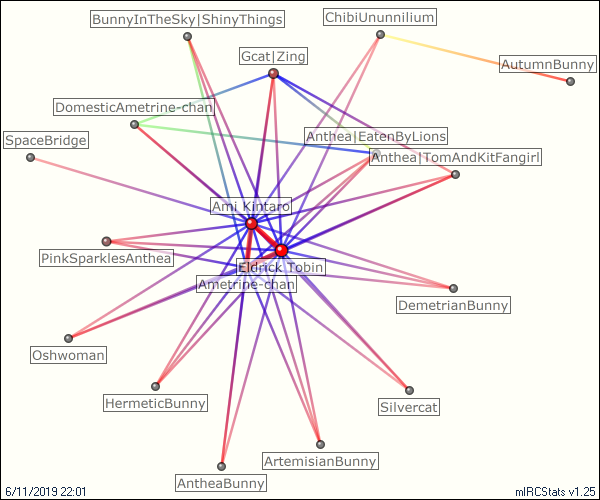 BunnyInTheSky|ShinyThings
ChibiUnunnilium
Gcat|Zing
AutumnBunny
DomesticAmetrine-chan
SpaceBridge
Anthea|EatenByLions
Anthea|TomAndKitFangirl
Ami Kintaro
PinkSparklesAnthea
Eldrick Tobin
Ametrine-chan
DemetrianBunny
Oshwoman
HermeticBunny
Silvercat
ArtemisianBunny
AntheaBunny
6/11/2019 22:01
mIRCStats v1.25